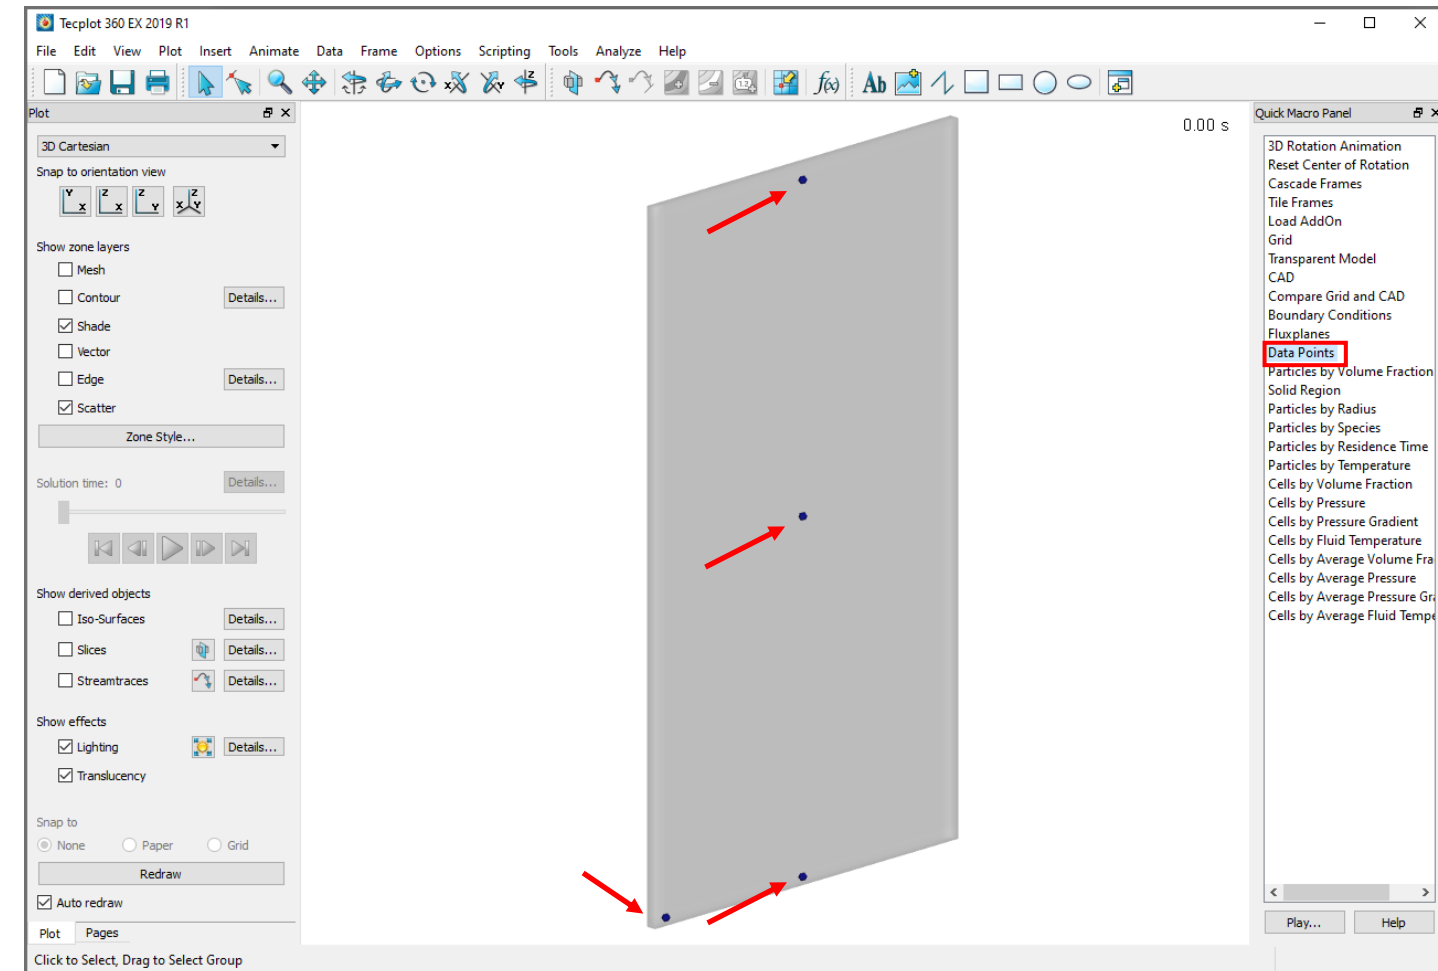 Tecplot 360 EX 2019 R1
File Edit View Plot Insert Animate Data Frame Options Scripting Tools Analyze Help
Plot
3D Cartesian
Snap to orientation view
Show zone layers
Mesh
Contour Details...
Shade
Vector
Edge Details...
Scatter
Zone Style...
Solution time: 0 Details...
Show derived objects
Iso-Surfaces Details...
Slices Details...
Streamtraces Details...
Show effects
Lighting Details...
Translucency
Snap to
None Paper Grid
Redraw
Auto redraw
Plot Pages
Click to Select, Drag to Select Group
0.00 s
Quick Macro Panel
3D Rotation Animation
Reset Center of Rotation
Cascade Frames
Tile Frames
Load AddOn
Grid
Transparent Model
CAD
Compare Grid and CAD
Boundary Conditions
Fluxplanes
Data Points
Particles by Volume Fraction
Solid Region
Particles by Radius
Particles by Species
Particles by Residence Time
Particles by Temperature
Cells by Volume Fraction
Cells by Pressure
Cells by Pressure Gradient
Cells by Fluid Temperature
Cells by Average Volume Fra
Cells by Average Pressure
Cells by Average Pressure Gra
Cells by Average Fluid Tempe
Play... Help